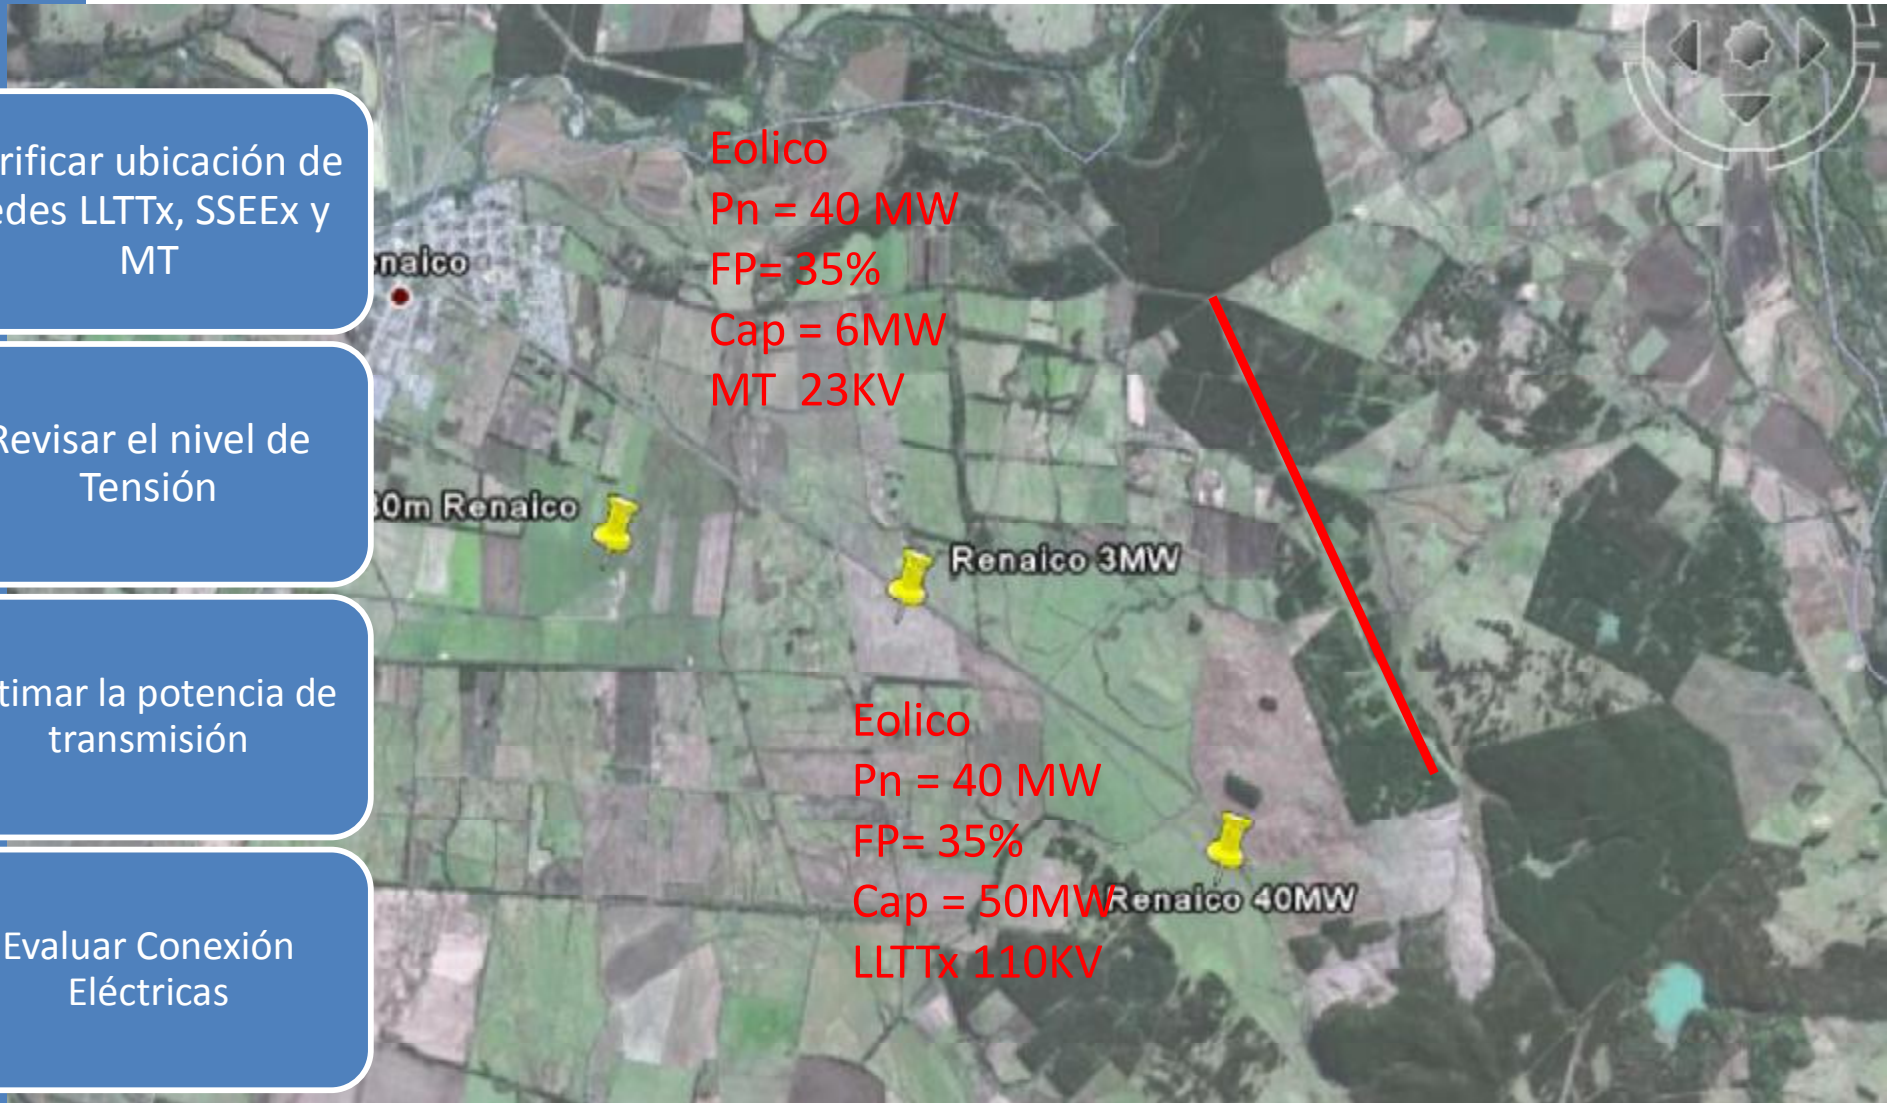 rificar ubicación de
edes LLTTx, SSEEx y
MT
Revisar el nivel de
Tensión
timar la potencia de
transmisión
Evaluar Conexión
Eléctricas
naico
Eolico
Pn = 40 MW
FP= 35%
Cap = 6MW
MT 23KV
0m Renaico
Renaico 3MW
Eolico
Pn = 40 MW
FP= 35%
Cap = 50MW
LLTTx 110KV
Renaico 40MW